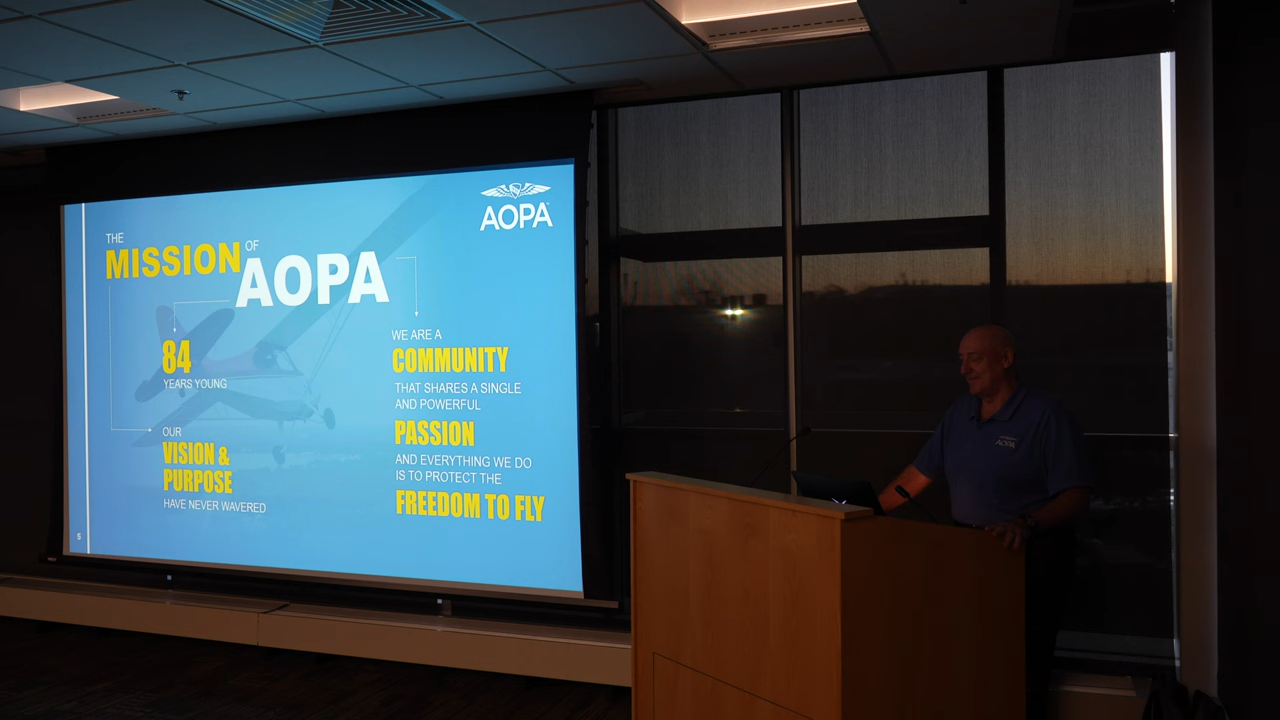 AOPA
THE
MISSION OF
AOPA
84
YEARS YOUNG
OUR
VISION &
PURPOSE
HAVE NEVER WAVERED
WE ARE A
COMMUNITY
THAT SHARES A SINGLE
AND POWERFUL
PASSION
AND EVERYTHING WE DO
IS TO PROTECT THE
FREEDOM TO FLY
5
AOPA